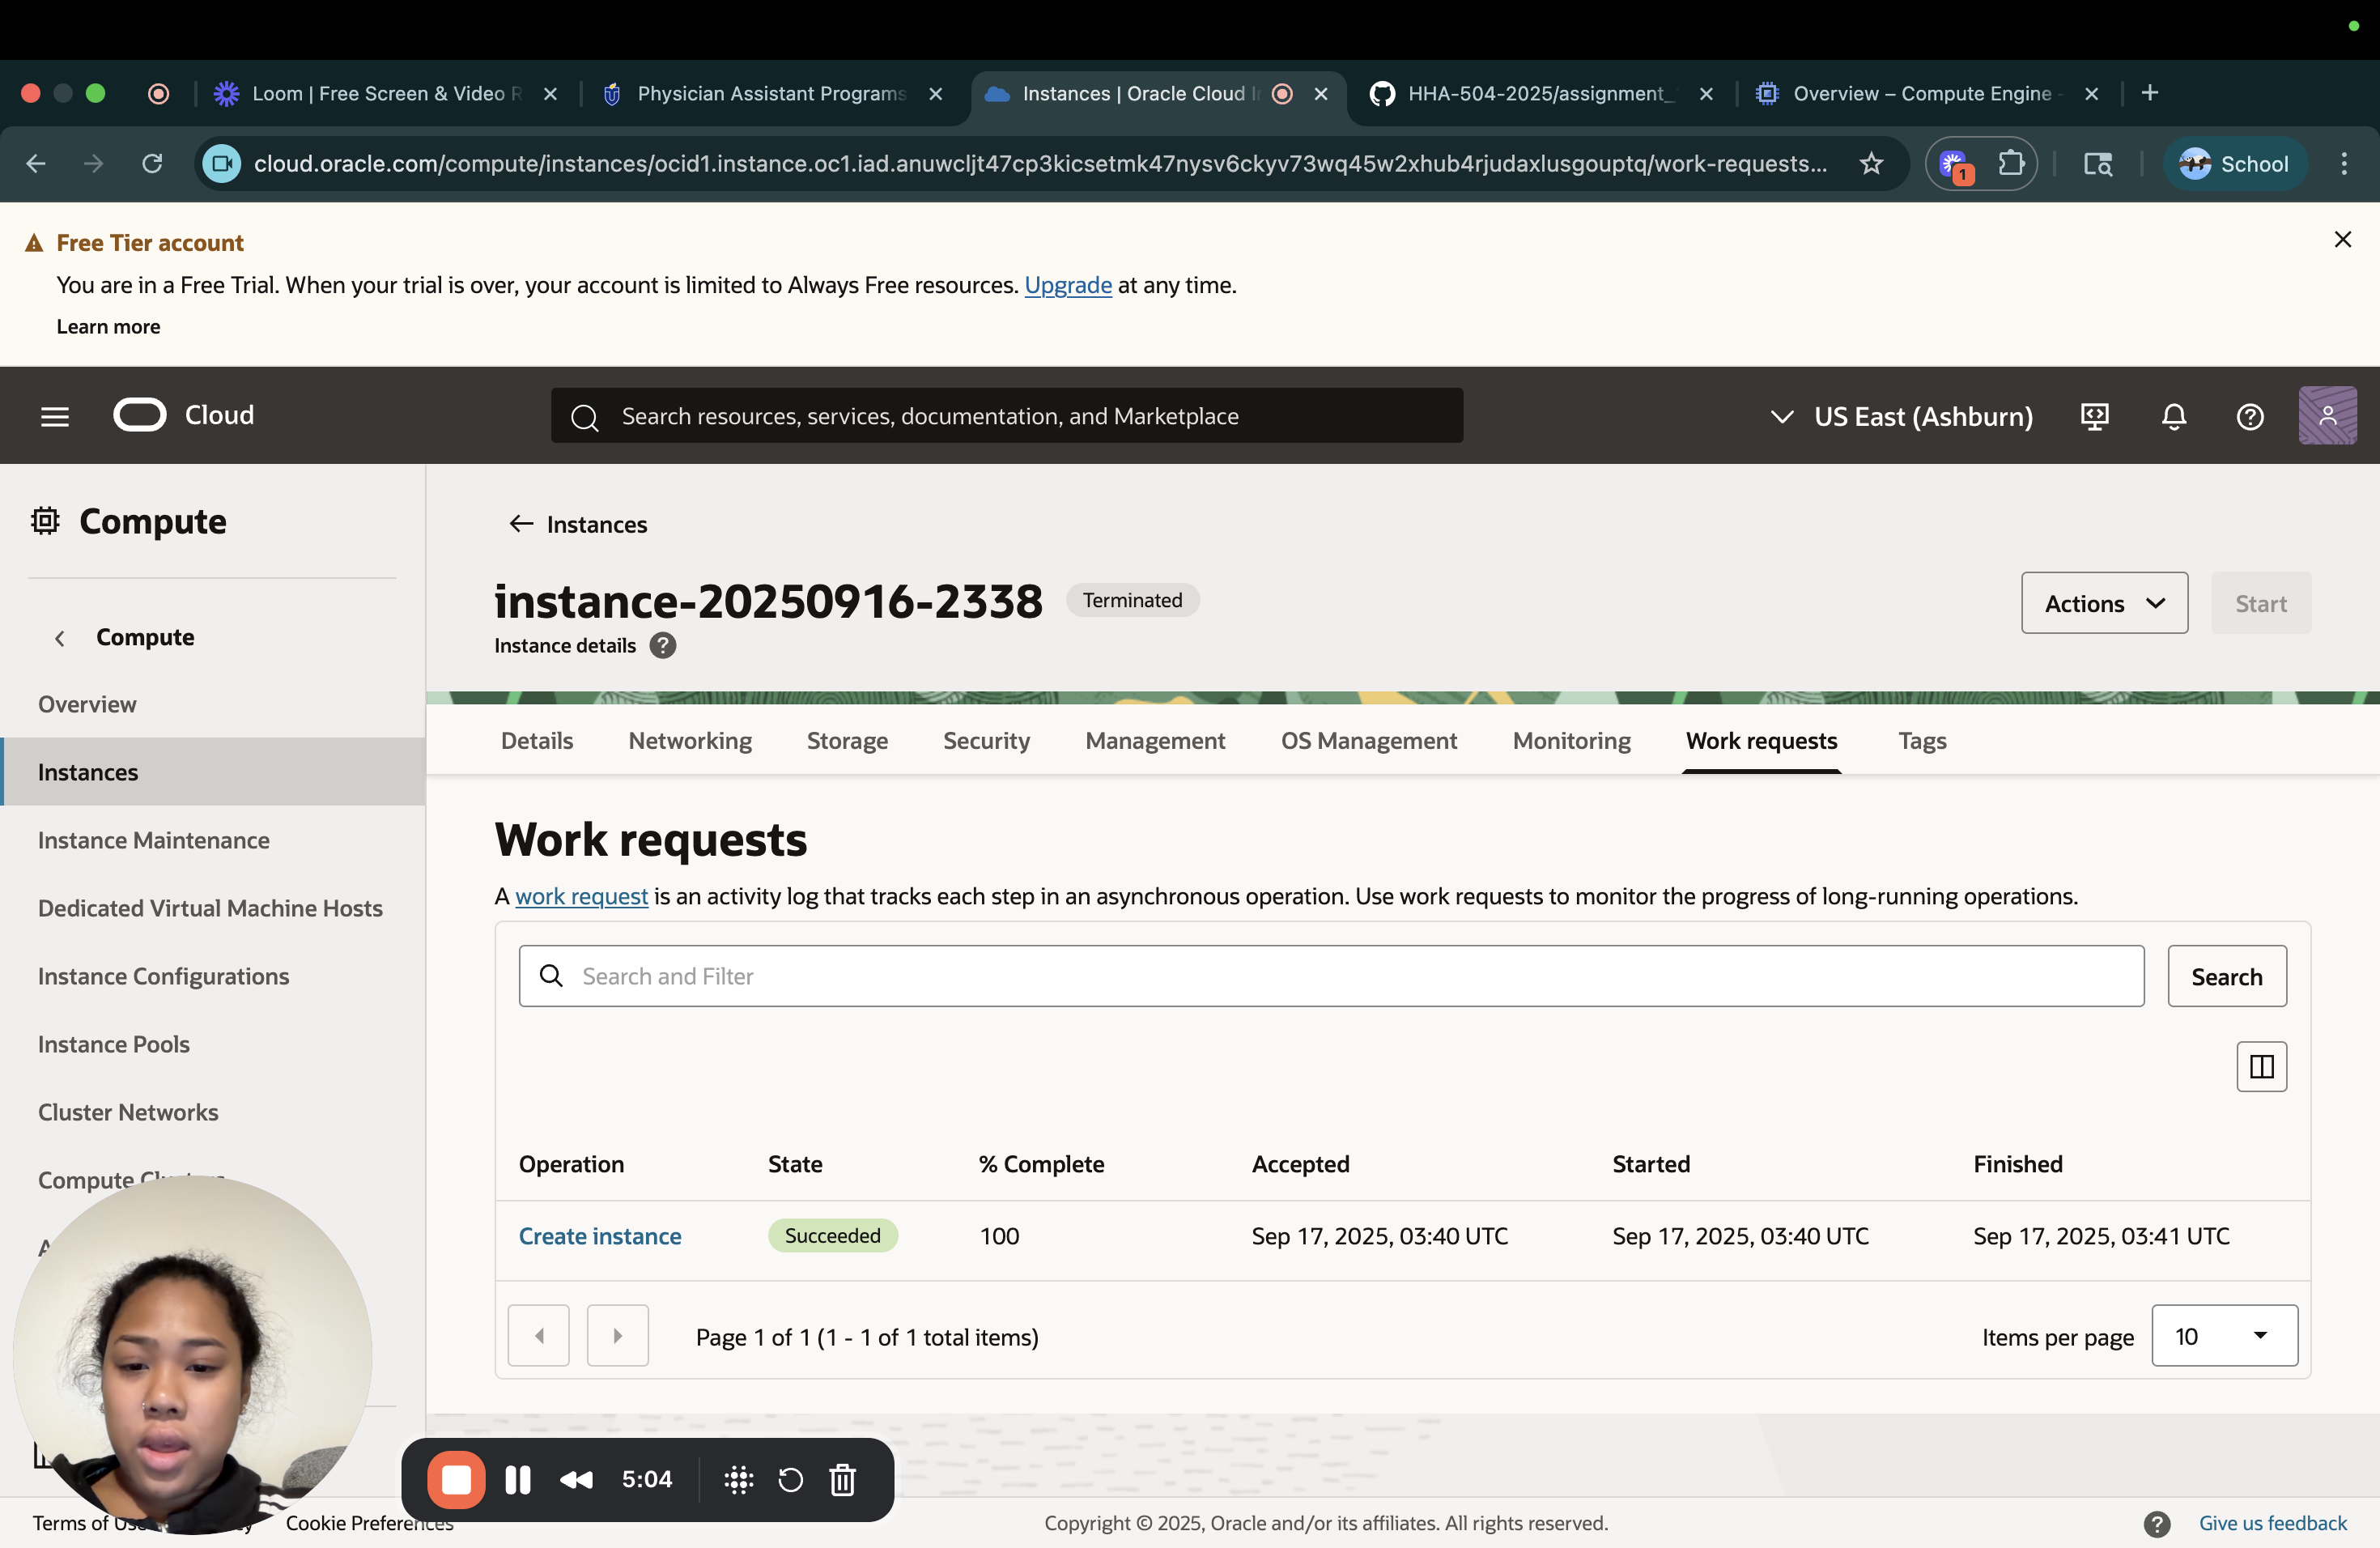 Loom | Free Screen & Video R
Physician Assistant Programs
Instances | Oracle Cloud I
HHA-504-2025/assignment_
Overview – Compute Engine -
cloud.oracle.com/compute/instances/ocid1.instance.oc1.iad.anuwcljt47cp3kicsetmk47nysv6ckyv73wq45w2xhub4rjudaxlusgouptq/work-requests...
1
School
Free Tier account
You are in a Free Trial. When your trial is over, your account is limited to Always Free resources. Upgrade at any time.
Learn more
Cloud
Search resources, services, documentation, and Marketplace
US East (Ashburn)
Compute
Compute
Overview
Instances
Instance Maintenance
Dedicated Virtual Machine Hosts
Instance Configurations
Instance Pools
Cluster Networks
Compute Clusters
Instances
instance-20250916-2338
Terminated
Actions
Start
Instance details
Details
Networking
Storage
Security
Management
OS Management
Monitoring
Work requests
Tags
Work requests
A work request is an activity log that tracks each step in an asynchronous operation. Use work requests to monitor the progress of long-running operations.
Search and Filter
Search
Operation State % Complete Accepted Started Finished
Create instance Succeeded 100 Sep 17, 2025, 03:40 UTC Sep 17, 2025, 03:40 UTC Sep 17, 2025, 03:41 UTC
Page 1 of 1 (1 - 1 of 1 total items)
Items per page 10
5:04
Terms of Use
Cookie Preferences
Copyright © 2025, Oracle and/or its affiliates. All rights reserved.
Give us feedback